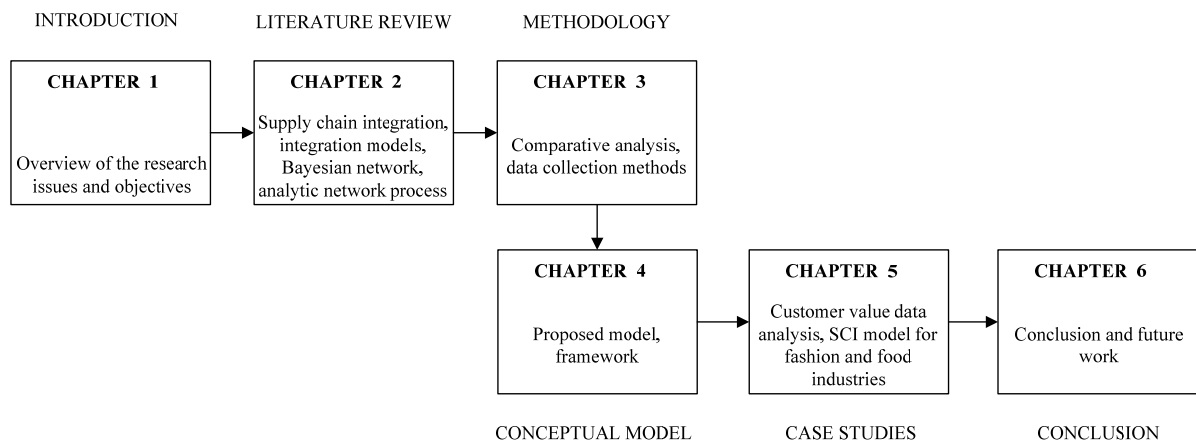 INTRODUCTION
LITERATURE REVIEW
METHODOLOGY
CHAPTER 1
Overview of the research
issues and objectives
CHAPTER 2
Supply chain integration,
integration models,
Bayesian network,
analytic network process
CHAPTER 3
Comparative analysis,
data collection methods
CHAPTER 4
Proposed model,
framework
CHAPTER 5
Customer value data
analysis, SCI model for
fashion and food
industries
CHAPTER 6
Conclusion and future
work
CONCEPTUAL MODEL
CASE STUDIES
CONCLUSION